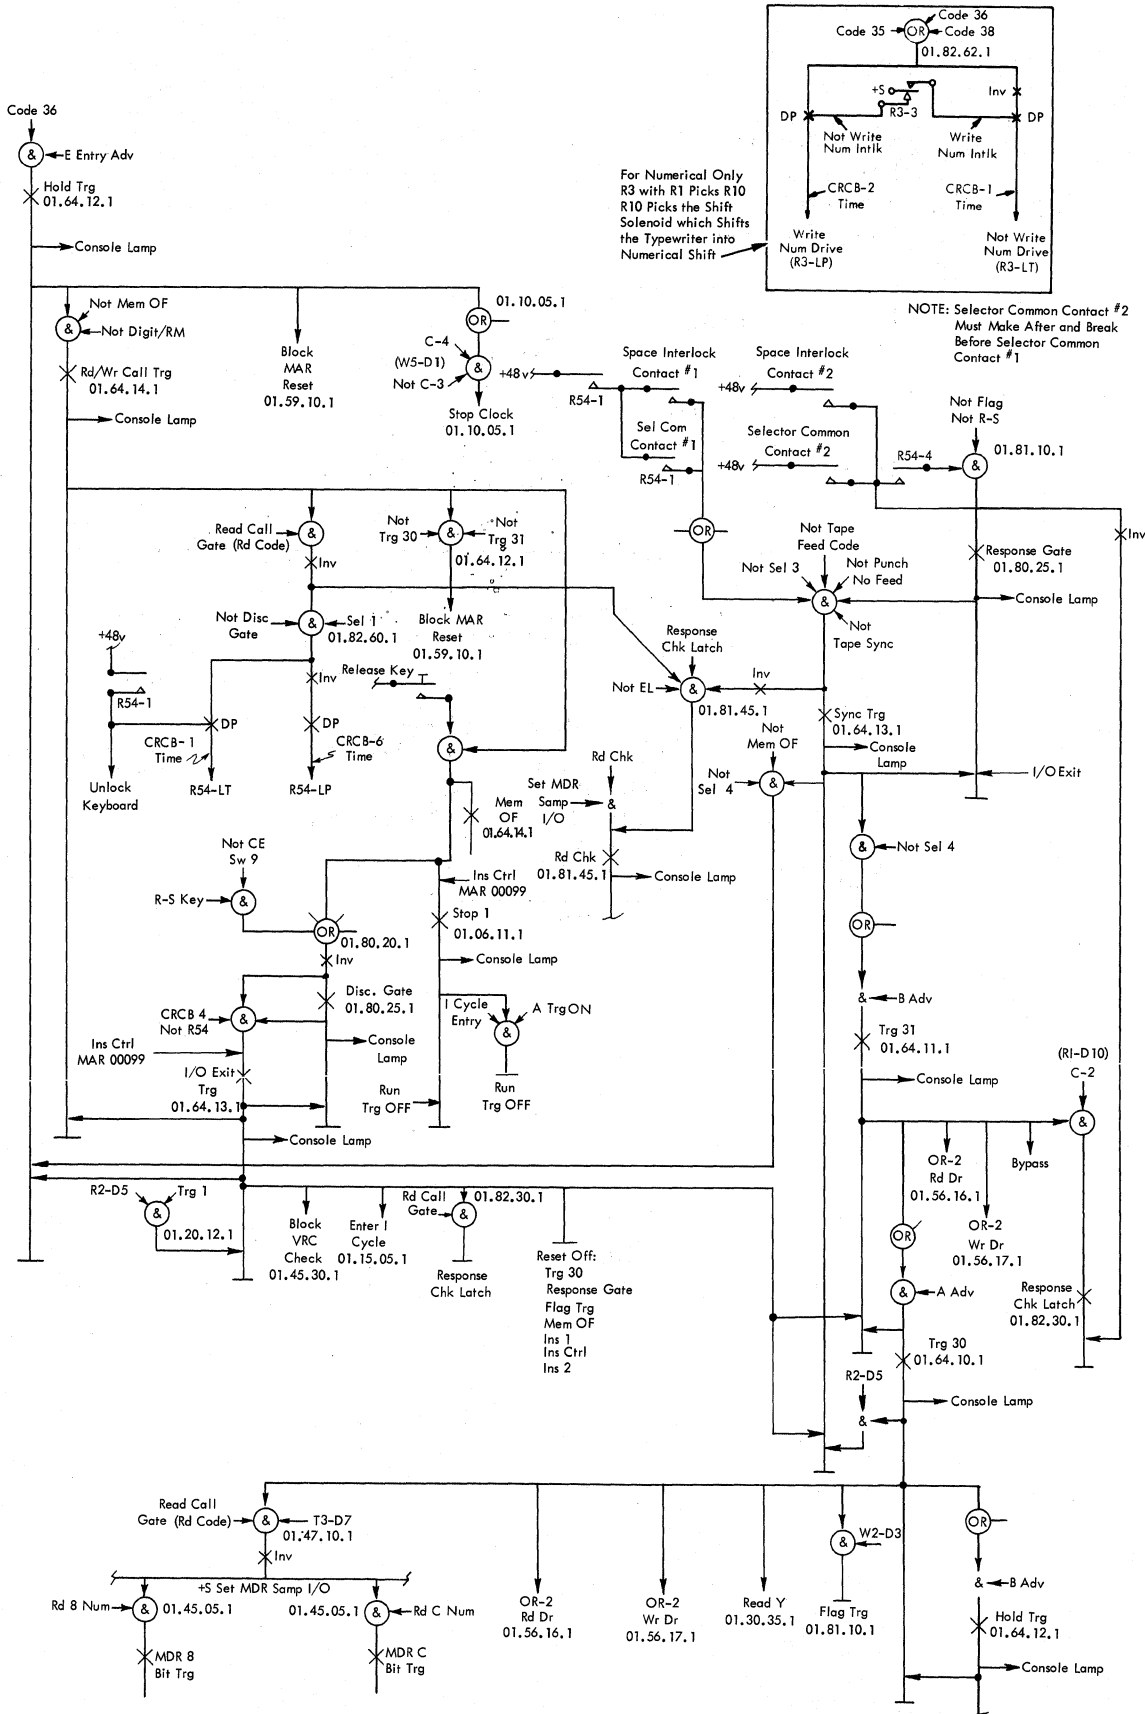 Code 36
Code 35
OR
Code 38
01.82.62.1
+S
R3-3
Inv
DP
DP
Not Write
Num Intlk
Write
Num Intlk
CRCB-2
Time
CRCB-1
Time
Write
Num Drive
(R3-LP)
Not Write
Num Drive
(R3-LT)
For Numerical Only
R3 with R1 Picks R10
R10 Picks the Shift
Solenoid which Shifts
the Typewriter into
Numerical Shift
NOTE: Selector Common Contact #2
Must Make After and Break
Before Selector Common
Contact #1
Code 36
&
E Entry Adv
Hold Trg
01.64.12.1
Console Lamp
Not Mem OF
&
Not Digit/RM
Rd/Wr Call Trg
01.64.14.1
Console Lamp
Block
MAR
Reset
01.59.10.1
01.10.05.1
OR
C-4
(W5-D1)
Not C-3
&
Stop Clock
01.10.05.1
+48v
R54-1
Space Interlock
Contact #1
Sel Com
Contact #1
R54-1
OR
Space Interlock
Contact #2
+48v
Selector Common
Contact #2
+48v
R54-4
Not Flag
Not R-S
&
01.81.10.1
Inv
Response Gate
01.80.25.1
Console Lamp
Read Call
Gate (Rd Code)
&
Inv
Not
Trg 30
&
Not
Trg 31
01.64.12.1
Block MAR
Reset
01.59.10.1
Not Tape
Feed Code
Not Sel 3
Not Punch
No Feed
&
Not
Tape Sync
Not Disc
Gate
&
Sel 1
01.82.60.1
+48v
R54-1
Inv
DP
DP
CRCB-1
Time
CRCB-6
Time
Unlock
Keyboard
R54-LT
R54-LP
Release Key
&
Response
Chk Latch
Not EL
&
Inv
01.81.45.1
Sync Trg
01.64.13.1
Console
Lamp
Not
Mem OF
Not
Sel 4
&
I/O Exit
Rd Chk
Set MDR
Samp
I/O
&
Rd Chk
01.81.45.1
Console Lamp
Mem
OF
01.64.14.1
Not CE
Sw 9
R-S Key
&
OR
01.80.20.1
Inv
Ins Ctrl
MAR 00099
Stop 1
01.06.11.1
Console Lamp
&
Not Sel 4
OR
&
B Adv
Trg 31
01.64.11.1
Console Lamp
CRCB 4
Not R54
&
Disc. Gate
01.80.25.1
Console
Lamp
Ins Ctrl
MAR 00099
I/O Exit
Trg
01.64.13.1
Console Lamp
I Cycle
Entry
A Trg ON
&
Run
Trg OFF
Run
Trg OFF
(RI-D10)
C-2
&
OR-2
Rd Dr
01.56.16.1
Bypass
OR-2
Wr Dr
01.56.17.1
R2-D5
Trg 1
&
01.20.12.1
Block
VRC
Check
01.45.30.1
Enter I
Cycle
01.15.05.1
Rd Call
Gate
01.82.30.1
&
Response
Chk Latch
Reset Off:
Trg 30
Response Gate
Flag Trg
Mem OF
Ins 1
Ins Ctrl
Ins 2
OR
&
A Adv
Response
Chk Latch
01.82.30.1
Trg 30
01.64.10.1
R2-D5
&
Console Lamp
Read Call
Gate (Rd Code)
&
T3-D7
01.47.10.1
Inv
+S Set MDR Samp I/O
Rd 8 Num
&
01.45.05.1
01.45.05.1
&
Rd C Num
MDR 8
Bit Trg
MDR C
Bit Trg
OR-2
Rd Dr
01.56.16.1
OR-2
Wr Dr
01.56.17.1
Read Y
01.30.35.1
&
W2-D3
Flag Trg
01.81.10.1
OR
&
B Adv
Hold Trg
01.64.12.1
Console Lamp